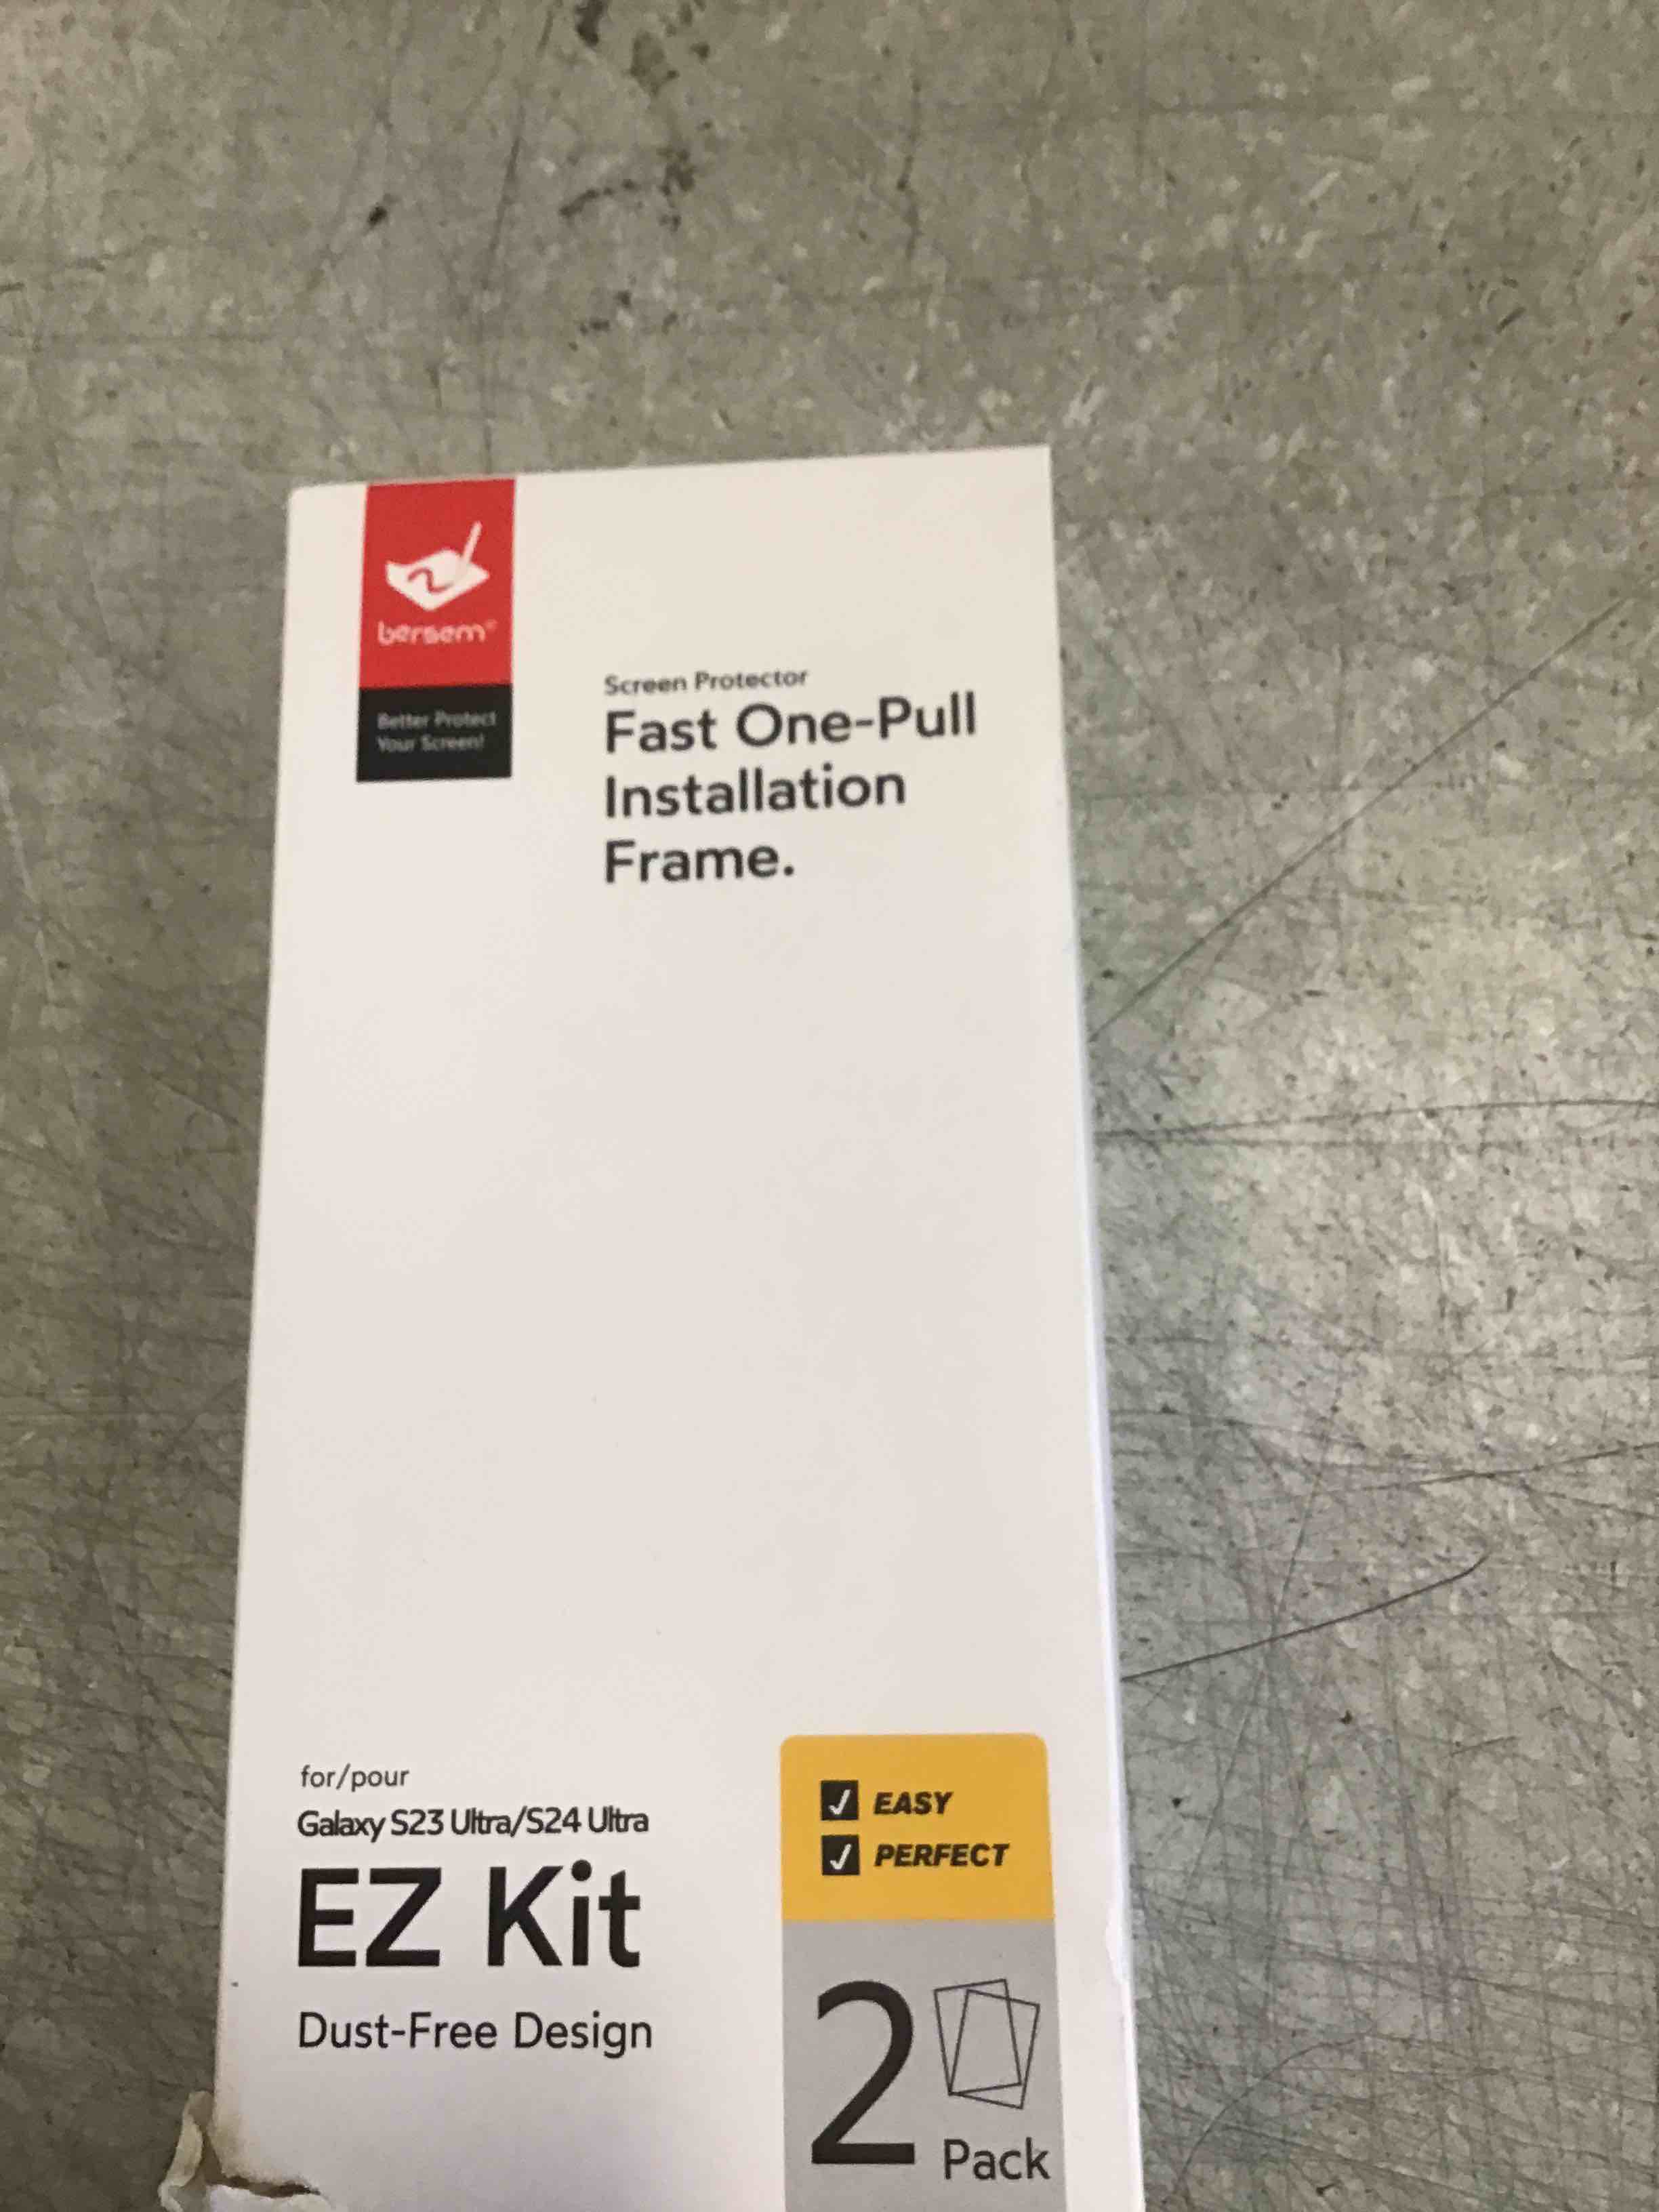 bersem®
Better Protect
Your Screen!
Screen Protector
Fast One-Pull
Installation
Frame.
for/pour
Galaxy S23 Ultra/S24 Ultra
EZ Kit
Dust-Free Design
EASY
PERFECT
2 Pack